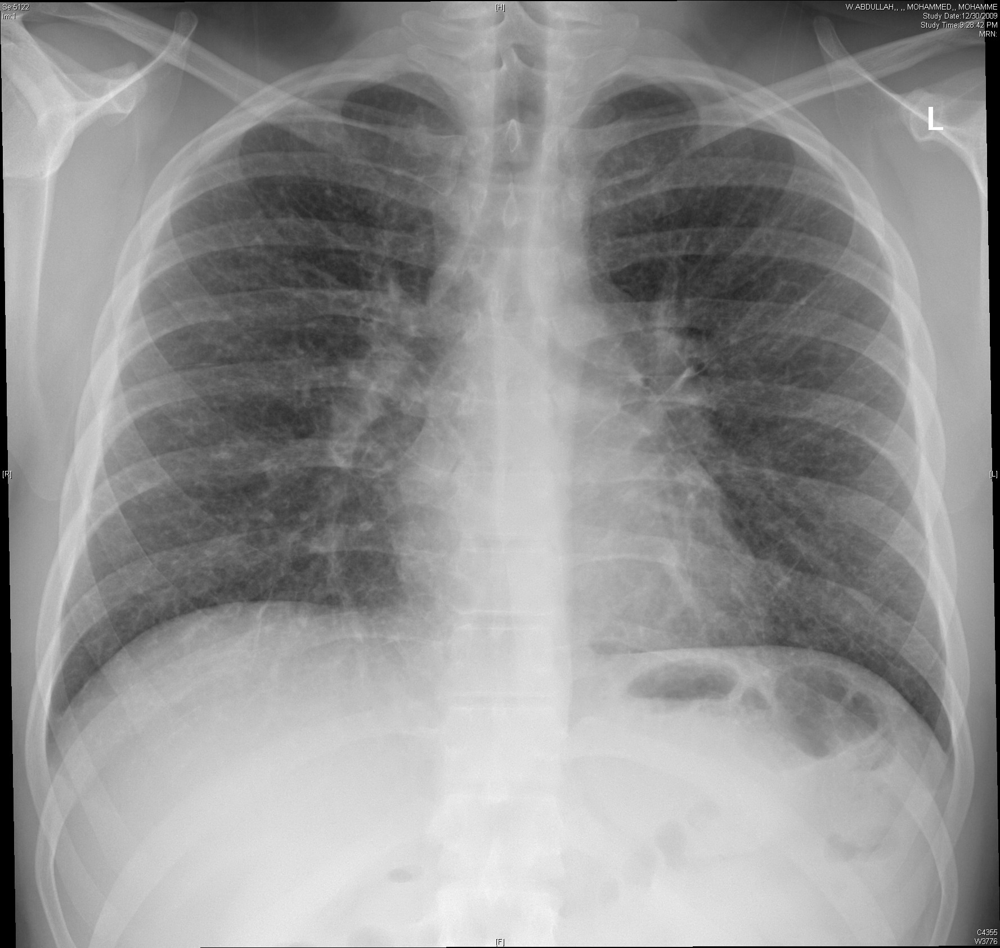 Se:5122
Im:1
[H]
W.ABDULLAH,, ,, MOHAMMED,, MOHAMME
Study Date:12/30/2009
Study Time:9:28:42 PM
MRN:
L
[R]
[L]
[F]
C4355
W3776